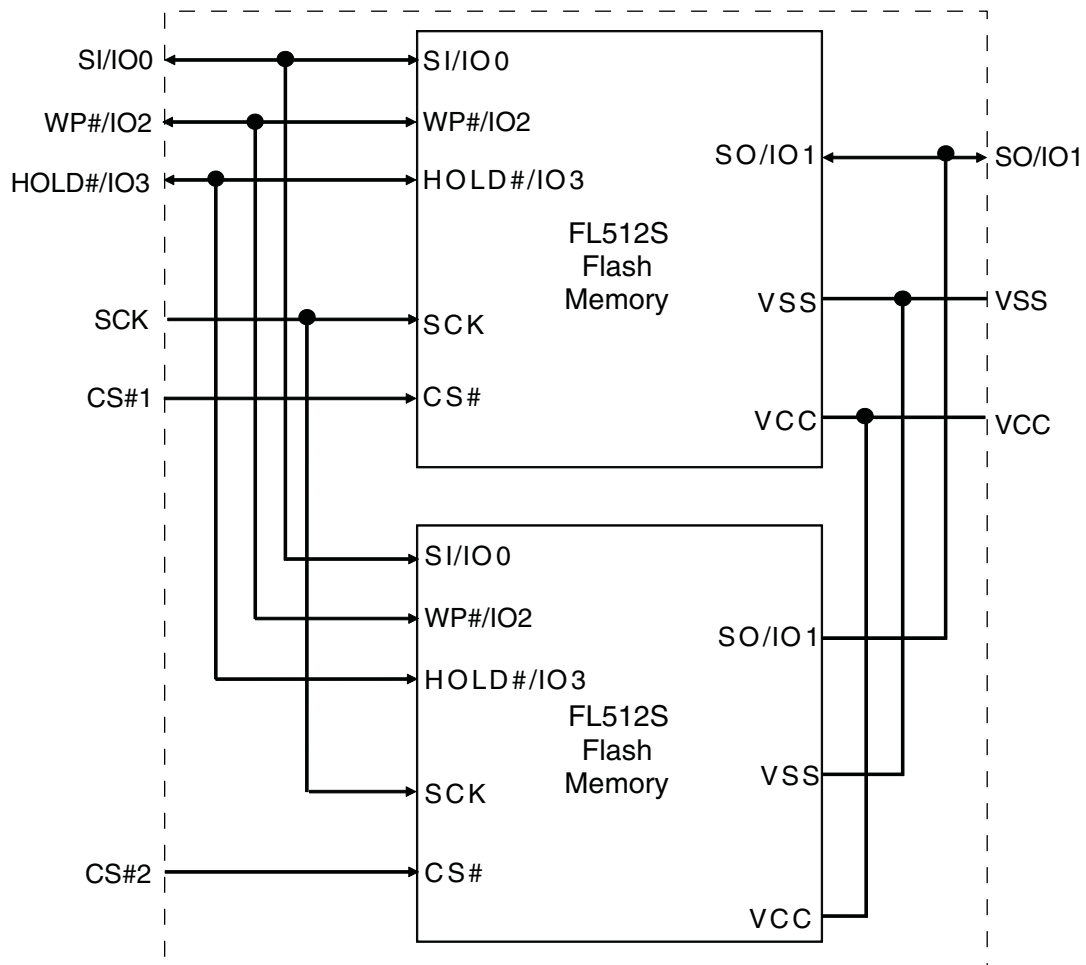 SI/IO0
WP#/IO2
HOLD#/IO3
SCK
CS#1
SI/IO0
WP#/IO2
HOLD#/IO3
SCK
CS#
FL512S
Flash
Memory
SO/IO1
VSS
VCC
SO/IO1
VSS
VCC
CS#2
SI/IO0
WP#/IO2
HOLD#/IO3
SCK
CS#
FL512S
Flash
Memory
SO/IO1
VSS
VCC